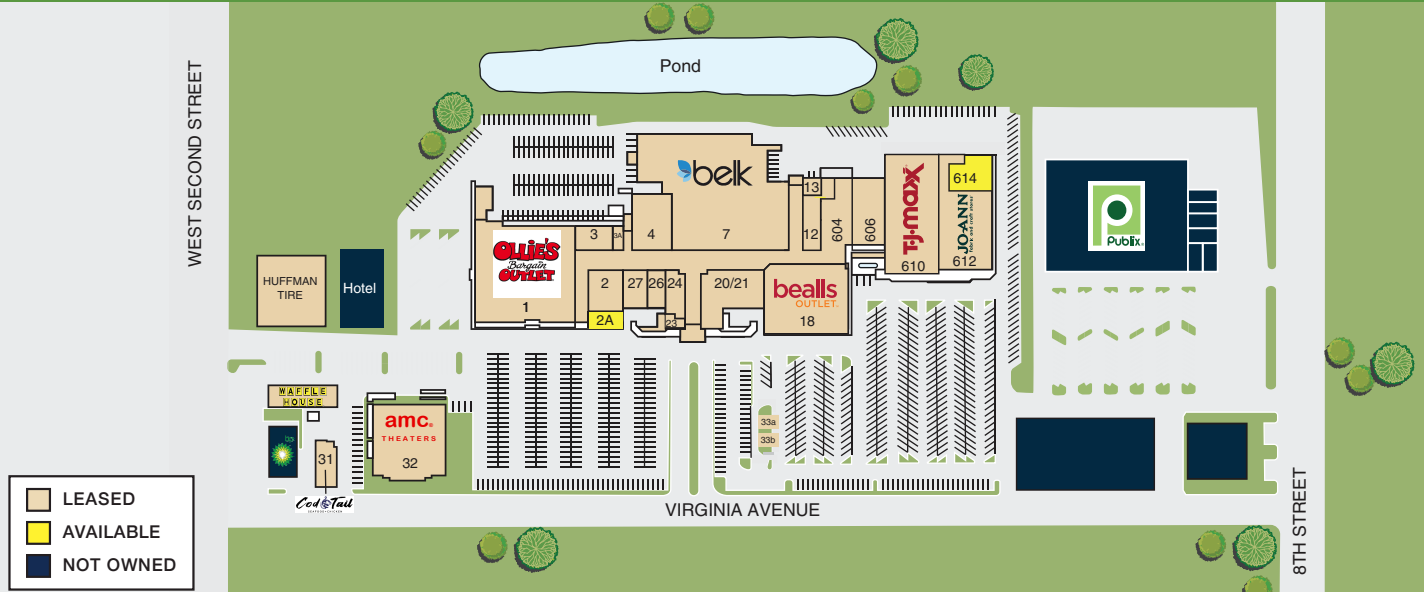 Pond
WEST SECOND STREET
belk
13
614
T.J.maxx
JO-ANN
fabric and craft stores
Publix
OLLIE'S
Bargain
OUTLET
3
3A
4
7
12
604
606
610
612
HUFFMAN
TIRE
Hotel
1
2
27
26
24
20/21
bealls
OUTLET
18
2A
23
WAFFLE
HOUSE
amc
THEATERS
32
33a
33b
bp
31
Cod Tail
VIRGINIA AVENUE
8TH STREET
LEASED
AVAILABLE
NOT OWNED